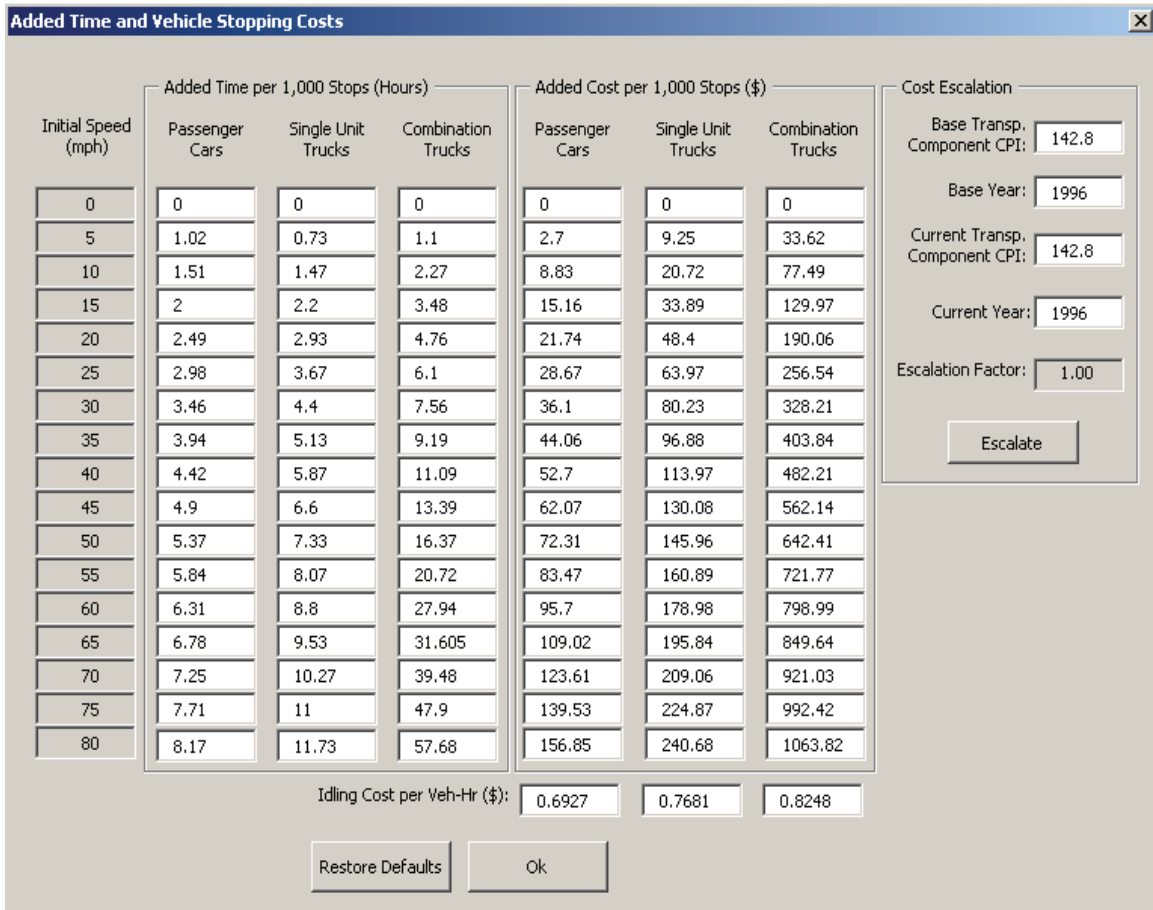 Added Time and Vehicle Stopping Costs
Added Time per 1,000 Stops (Hours) Added Cost per 1,000 Stops ($) Cost Escalation
Initial Speed (mph) Passenger Cars Single Unit Trucks Combination Trucks Passenger Cars Single Unit Trucks Combination Trucks
0 0 0 0 0 0 0
5 1.02 0.73 1.1 2.7 9.25 33.62
10 1.51 1.47 2.27 8.83 20.72 77.49
15 2 2.2 3.48 15.16 33.89 129.97
20 2.49 2.93 4.76 21.74 48.4 190.06
25 2.98 3.67 6.1 28.67 63.97 256.54
30 3.46 4.4 7.56 36.1 80.23 328.21
35 3.94 5.13 9.19 44.06 96.88 403.84
40 4.42 5.87 11.09 52.7 113.97 482.21
45 4.9 6.6 13.39 62.07 130.08 562.14
50 5.37 7.33 16.37 72.31 145.96 642.41
55 5.84 8.07 20.72 83.47 160.89 721.77
60 6.31 8.8 27.94 95.7 178.98 798.99
65 6.78 9.53 31.605 109.02 195.84 849.64
70 7.25 10.27 39.48 123.61 209.06 921.03
75 7.71 11 47.9 139.53 224.87 992.42
80 8.17 11.73 57.68 156.85 240.68 1063.82
Idling Cost per Veh-Hr ($): 0.6927 0.7681 0.8248
Base Transp.
Component CPI: 142.8
Base Year: 1996
Current Transp.
Component CPI: 142.8
Current Year: 1996
Escalation Factor: 1.00
Escalate
Restore Defaults Ok